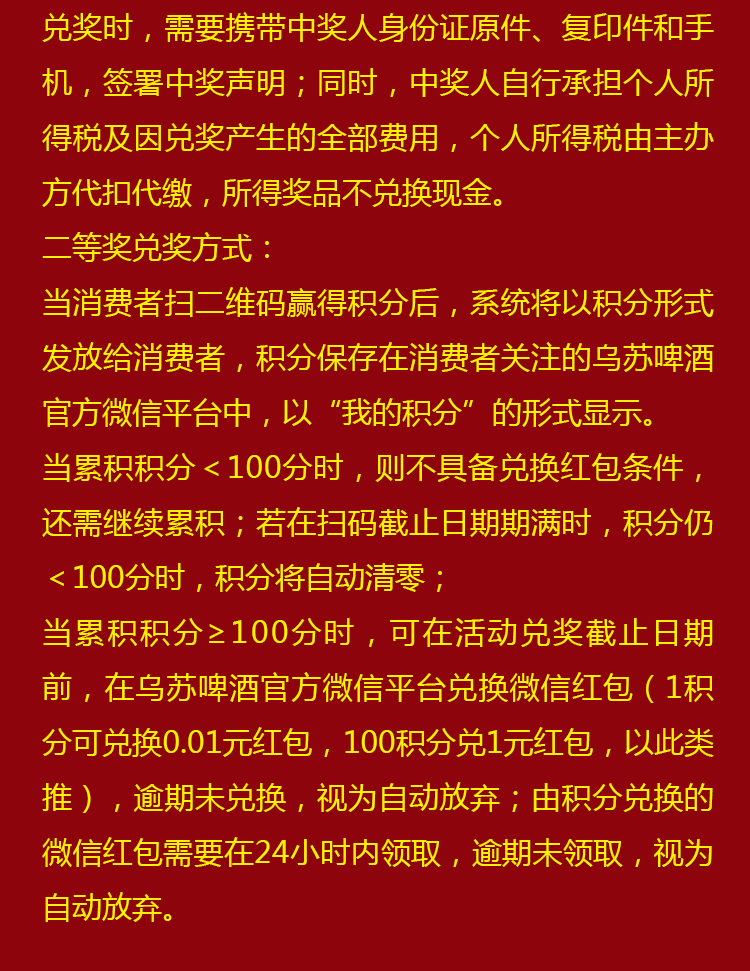 兑奖时，需要携带中奖人身份证原件、复印件和手
机，签署中奖声明；同时，中奖人自行承担个人所
得税及因兑奖产生的全部费用，个人所得税由主办
方代扣代缴，所得奖品不兑换现金。
二等奖兑奖方式：
当消费者扫二维码赢得积分后，系统将以积分形式
发放给消费者，积分保存在消费者关注的乌苏啤酒
官方微信平台中，以“我的积分”的形式显示。
当累积积分＜100分时，则不具备兑换红包条件，
还需继续累积；若在扫码截止日期期满时，积分仍
＜100分时，积分将自动清零；
当累积积分≥100分时，可在活动兑奖截止日期
前，在乌苏啤酒官方微信平台兑换微信红包（1积
分可兑换0.01元红包，100积分兑1元红包，以此类
推），逾期未兑换，视为自动放弃；由积分兑换的
微信红包需要在24小时内领取，逾期未领取，视为
自动放弃。